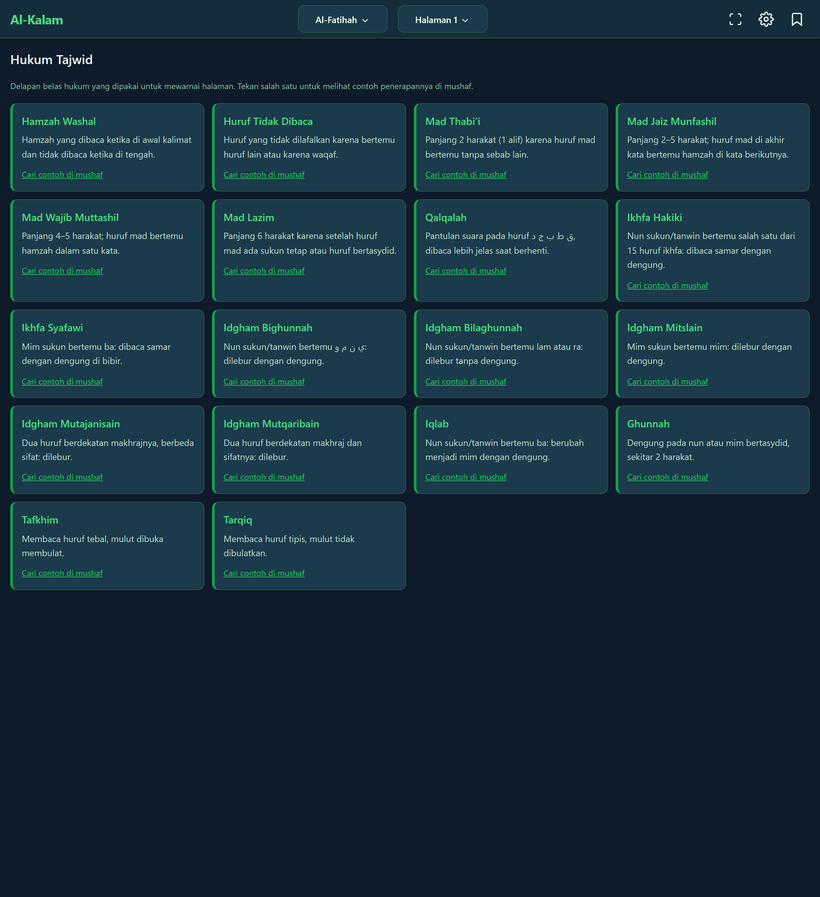 Al-Kalam
Al-Fatihah
Halaman 1
Hukum Tajwid
Delapan belas hukum yang dipakai untuk mewarnai halaman. Tekan salah satu untuk melihat contoh penerapannya di mushaf.
Hamzah Washal
Hamzah yang dibaca ketika di awal kalimat
dan tidak dibaca ketika di tengah.
Cari contoh di mushaf
Huruf Tidak Dibaca
Huruf yang tidak dilafalkan karena bertemu
huruf lain atau karena waqaf.
Cari contoh di mushaf
Mad Thabi'i
Panjang 2 harakat (1 alif) karena huruf mad
bertemu tanpa sebab lain.
Cari contoh di mushaf
Mad Jaiz Munfashil
Panjang 2–5 harakat; huruf mad di akhir
kata bertemu hamzah di kata berikutnya.
Cari contoh di mushaf
Mad Wajib Muttashil
Panjang 4–5 harakat; huruf mad bertemu
hamzah dalam satu kata.
Cari contoh di mushaf
Mad Lazim
Panjang 6 harakat karena setelah huruf
mad ada sukun tetap atau huruf bertasydid.
Cari contoh di mushaf
Qalqalah
Pantulan suara pada huruf ق ط ب ج د,
dibaca lebih jelas saat berhenti.
Cari contoh di mushaf
Ikhfa Hakiki
Nun sukun/tanwin bertemu salah satu dari
15 huruf ikhfa: dibaca samar dengan
dengung.
Cari contoh di mushaf
Ikhfa Syafawi
Mim sukun bertemu ba: dibaca samar
dengan dengung di bibir.
Cari contoh di mushaf
Idgham Bighunnah
Nun sukun/tanwin bertemu ي ن م و:
dilebur dengan dengung.
Cari contoh di mushaf
Idgham Bilaghunnah
Nun sukun/tanwin bertemu lam atau ra:
dilebur tanpa dengung.
Cari contoh di mushaf
Idgham Mitslain
Mim sukun bertemu mim: dilebur dengan
dengung.
Cari contoh di mushaf
Idgham Mutajanisain
Dua huruf berdekatan makhrajnya, berbeda
sifat: dilebur.
Cari contoh di mushaf
Idgham Mutqaribain
Dua huruf berdekatan makhraj dan
sifatnya: dilebur.
Cari contoh di mushaf
Iqlab
Nun sukun/tanwin bertemu ba: berubah
menjadi mim dengan dengung.
Cari contoh di mushaf
Ghunnah
Dengung pada nun atau mim bertasydid,
sekitar 2 harakat.
Cari contoh di mushaf
Tafkhim
Membaca huruf tebal, mulut dibuka
membulat.
Cari contoh di mushaf
Tarqiq
Membaca huruf tipis, mulut tidak
dibulatkan.
Cari contoh di mushaf